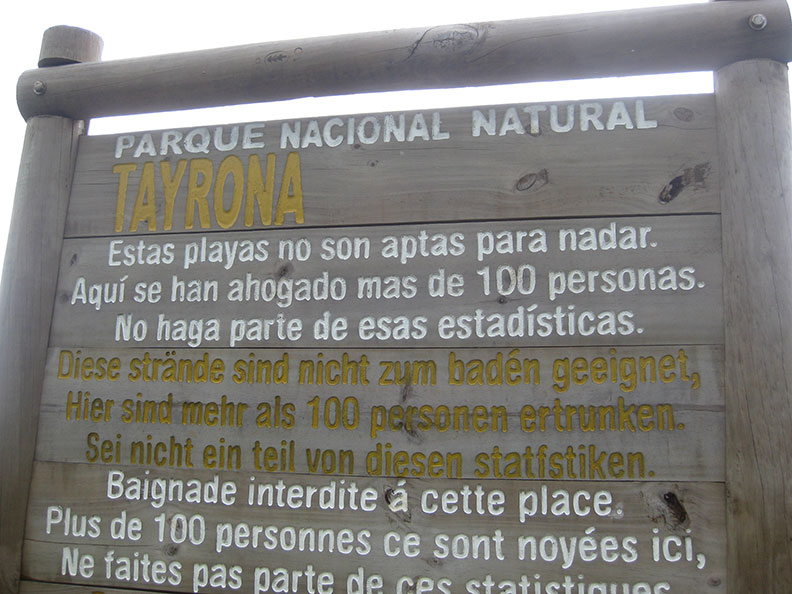 PARQUE NACIONAL NATURAL
TAYRONA
Estas playas no son aptas para nadar.
Aquí se han ahogado mas de 100 personas.
No haga parte de esas estadísticas.
Diese strände sind nicht zum badén geeignet,
Hier sind mehr als 100 personen ertrunken.
Sei nicht ein teil von diesen statfstiken.
Baignade interdite á cette place.
Plus de 100 personnes ce sont noyées ici,
Ne faites pas parte de ces statistiques